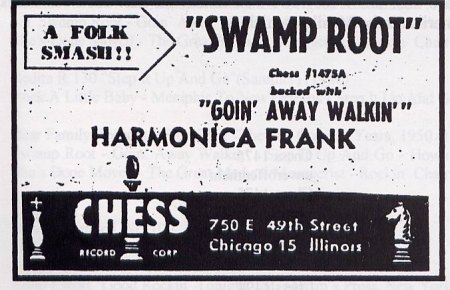 A FOLK
SMASH!!
"SWAMP ROOT"
Chess #1475A
backed with
"GOIN' AWAY WALKIN'"
HARMONICA FRANK
CHESS
RECORD CORP
750 E 49th Street
Chicago 15 Illinois